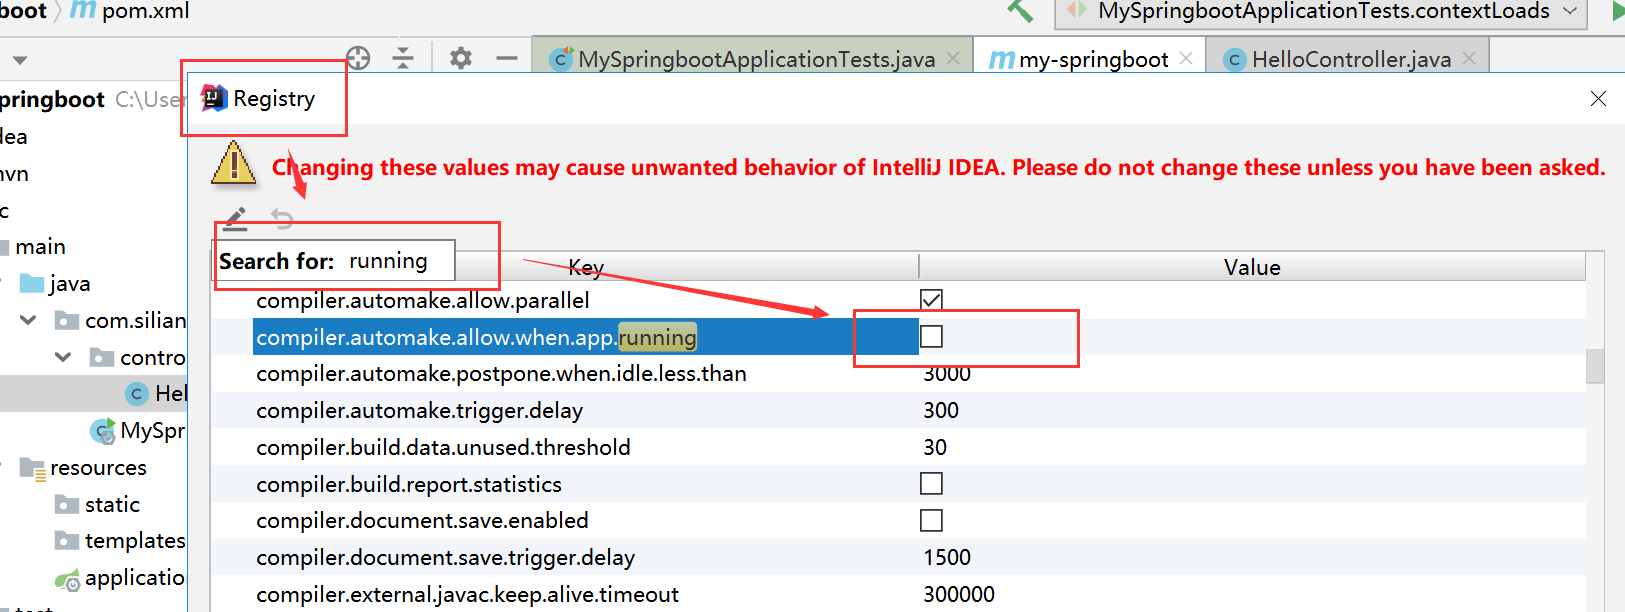 boot pom.xml MySpringbootApplicationTests.contextLoads
MySpringbootApplicationTests.java my-springboot HelloController.java
pringboot C:\User
Registry
dea
Changing these values may cause unwanted behavior of IntelliJ IDEA. Please do not change these unless you have been asked.
vn
c
main
Search for: running
Key Value
java
compiler.automake.allow.parallel
com.silian
compiler.automake.allow.when.app.running
contro
compiler.automake.postpone.when.idle.less.than 3000
Hel
compiler.automake.trigger.delay 300
MySpr
compiler.build.data.unused.threshold 30
resources
compiler.build.report.statistics
static
compiler.document.save.enabled
templates
compiler.document.save.trigger.delay 1500
applicatio
compiler.external.javac.keep.alive.timeout 300000